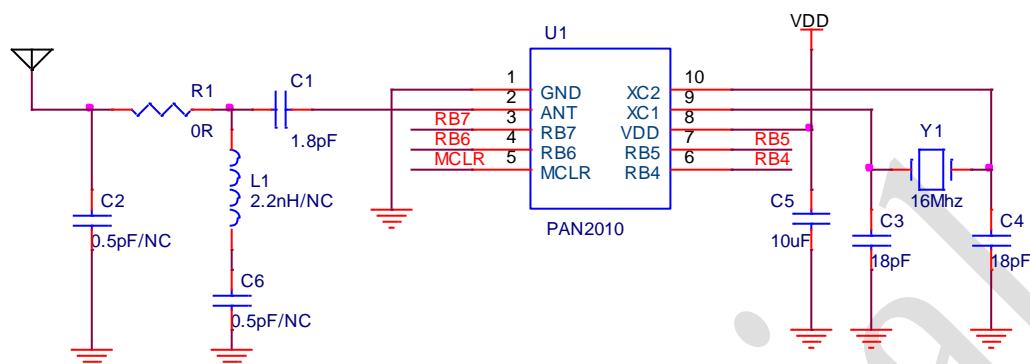 VDD
U1
1 GND XC2 10
2 ANT XC1 9
RB7 3 RB7 VDD 8
RB6 4 RB6 RB5 7 RB5
MCLR 5 MCLR RB4 6 RB4
PAN2010
R1
0R
C1
1.8pF
L1
2.2nH/NC
C2
0.5pF/NC
C6
0.5pF/NC
C5
10uF
Y1
16Mhz
C3
18pF
C4
18pF